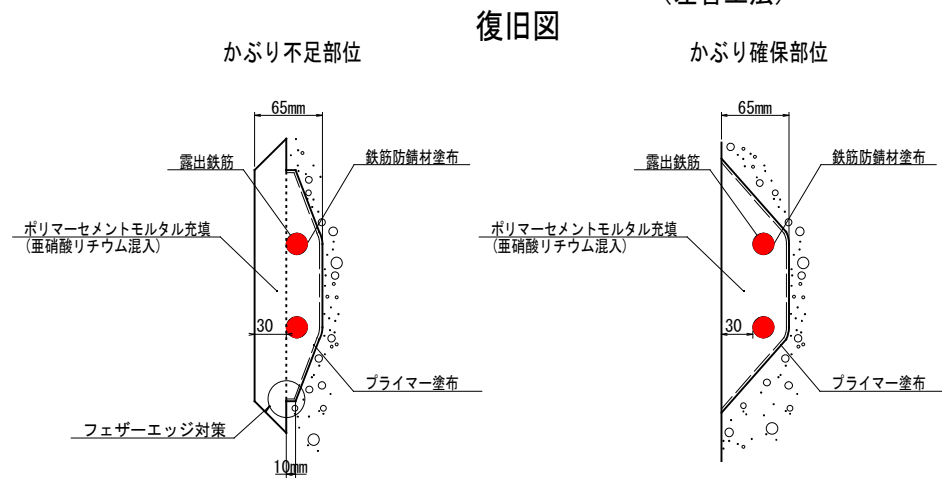 (左官工法)
復旧図
かぶり不足部位
65mm
露出鉄筋
鉄筋防錆材塗布
ポリマーセメントモルタル充填
(亜硝酸リチウム混入)
30
プライマー塗布
フェザーエッジ対策
10mm
かぶり確保部位
65mm
露出鉄筋
鉄筋防錆材塗布
ポリマーセメントモルタル充填
(亜硝酸リチウム混入)
30
プライマー塗布